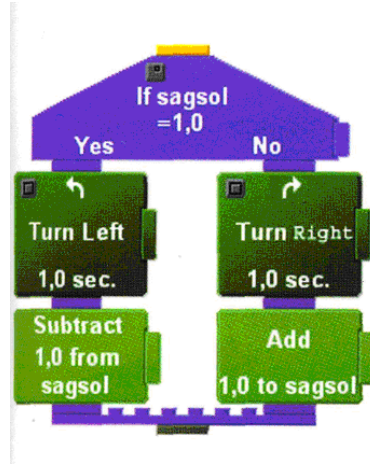 If sagsol
=1,0
Yes
No
Turn Left
1,0 sec.
Turn Right
1,0 sec.
Subtract
1,0 from
sagsol
Add
1,0 to sagsol